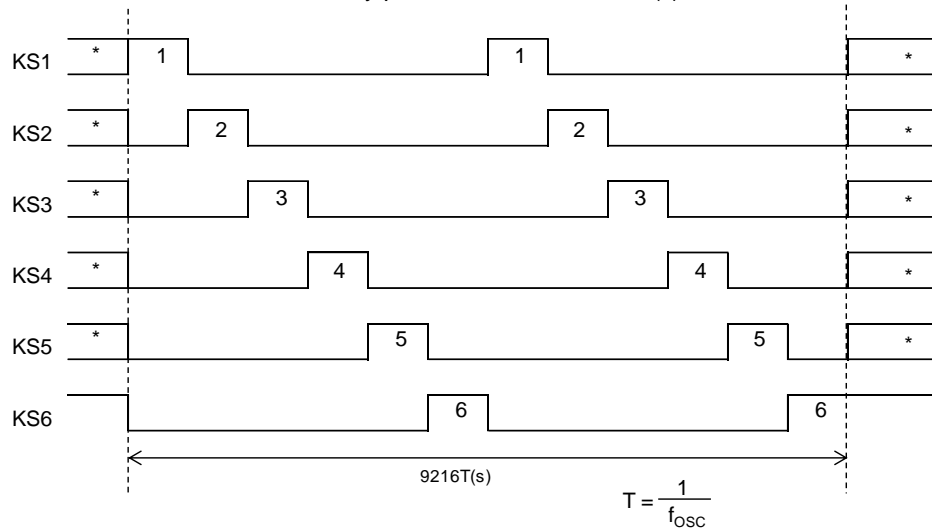 KS1 * 1 1 *
KS2 * 2 2 *
KS3 * 3 3 *
KS4 * 4 4 *
KS5 * 5 5 *
KS6 6 6
9216T(s)
T = 1 / fOSC